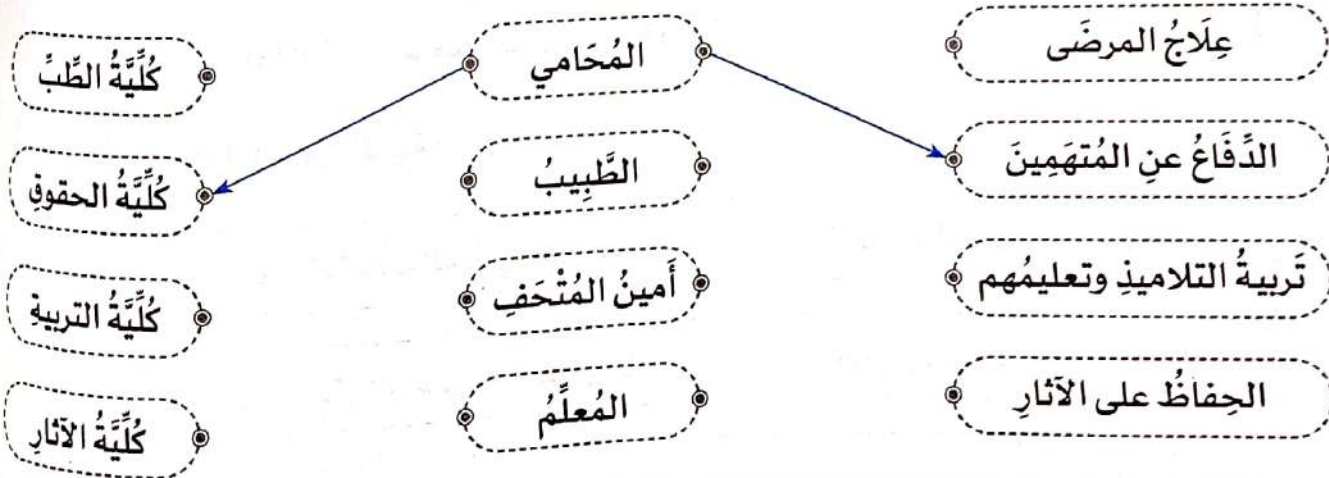 عِلَاجُ المرضَى
المُحَامي
كُلِّيَّةُ الطِّبِّ
الدِّفَاعُ عنِ المُتهَمِينَ
الطَّبِيبُ
كُلِّيَّةُ الحقوقِ
تَربيةُ التلاميذِ وتعليمُهم
أَمينُ المُتْحَفِ
كُلِّيَّةُ التربيةِ
الحِفاظُ على الآثارِ
المُعلِّمُ
كُلِّيَّةُ الآثارِ